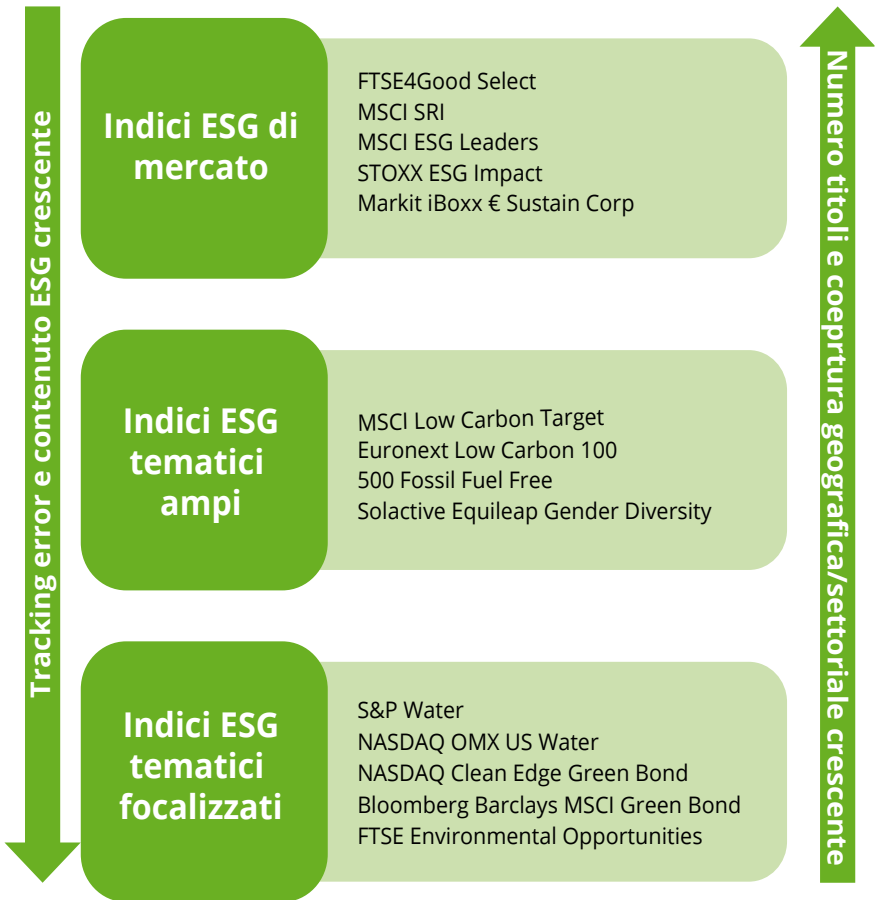 Tracking error e contenuto ESG crescente
Indici ESG di
mercato
FTSE4Good Select
MSCI SRI
MSCI ESG Leaders
STOXX ESG Impact
Markit iBoxx € Sustain Corp
Indici ESG
tematici
ampi
MSCI Low Carbon Target
Euronext Low Carbon 100
500 Fossil Fuel Free
Solactive Equileap Gender Diversity
Indici ESG
tematici
focalizzati
S&P Water
NASDAQ OMX US Water
NASDAQ Clean Edge Green Bond
Bloomberg Barclays MSCI Green Bond
FTSE Environmental Opportunities
Numero titoli e coeprtura geografica/settoriale crescente